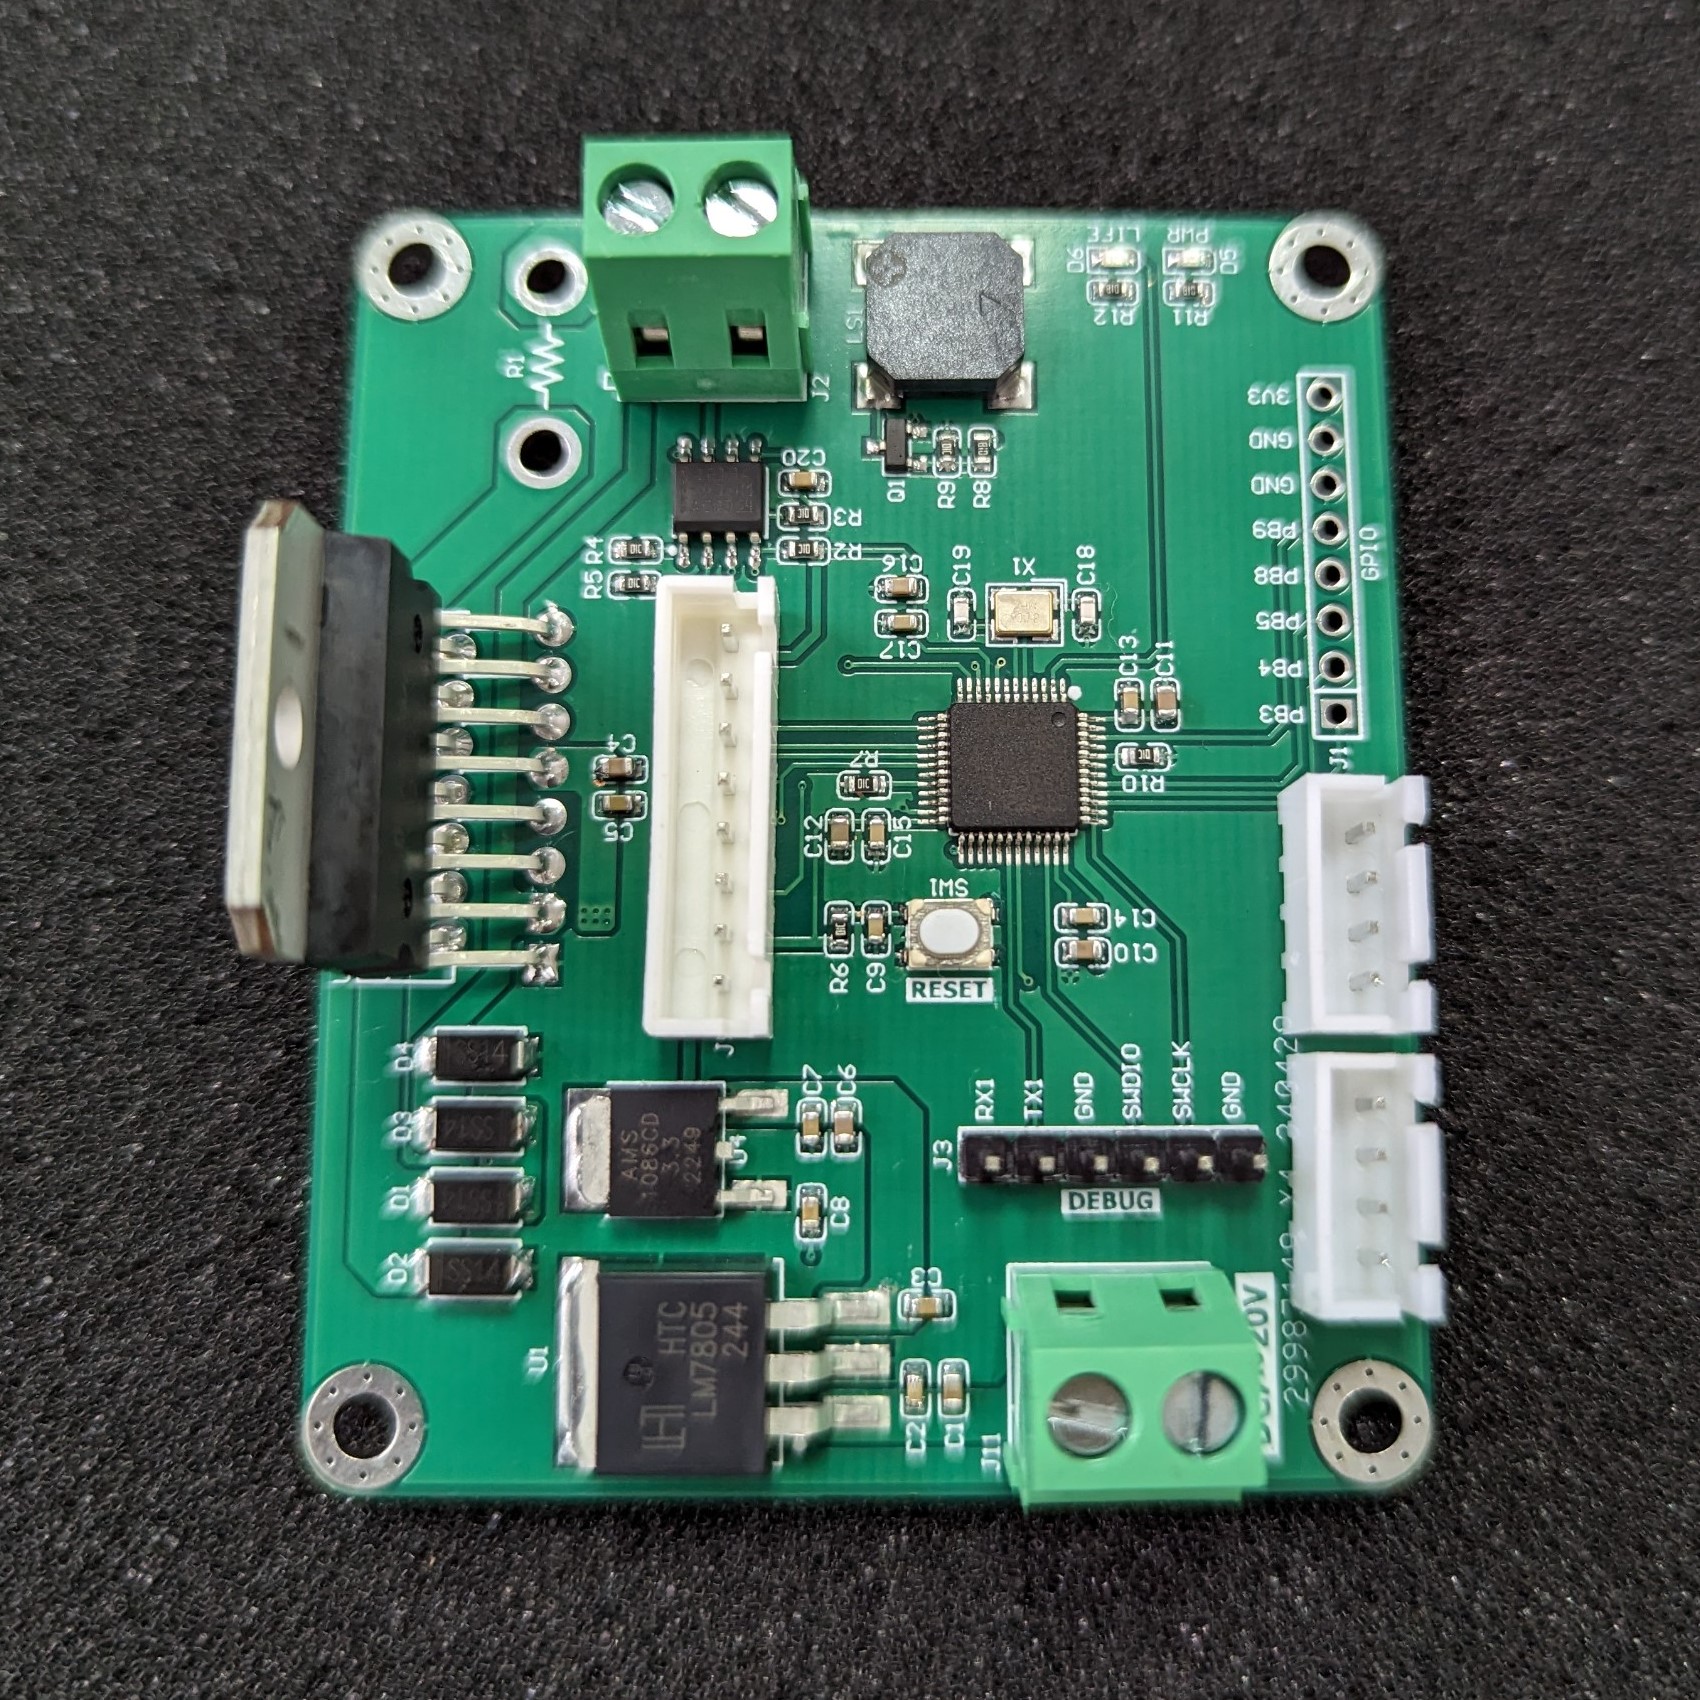 LIFE
PWR
D6
D5
R12
R11
R1
LS1
J2
3V3
GND
GND
PB9
PB8
PB5
PB4
PB3
GPIO
J1
C20
R3
R2
R4
R5
Q1
R9
R8
C16
C17
C19
X1
C18
C13
C11
R10
R7
C4
C5
C12
C15
SW1
R6
C9
RESET
C14
C10
D4
SS14
D3
SS14
D1
SS14
D2
SS14
AMS
1086CD
3.3
2249
U4
C7
C6
C8
RX1
TX1
GND
SWDIO
SWCLK
GND
J3
DEBUG
U1
HTC
LM7805
244
C3
C2
C1
J11
20V